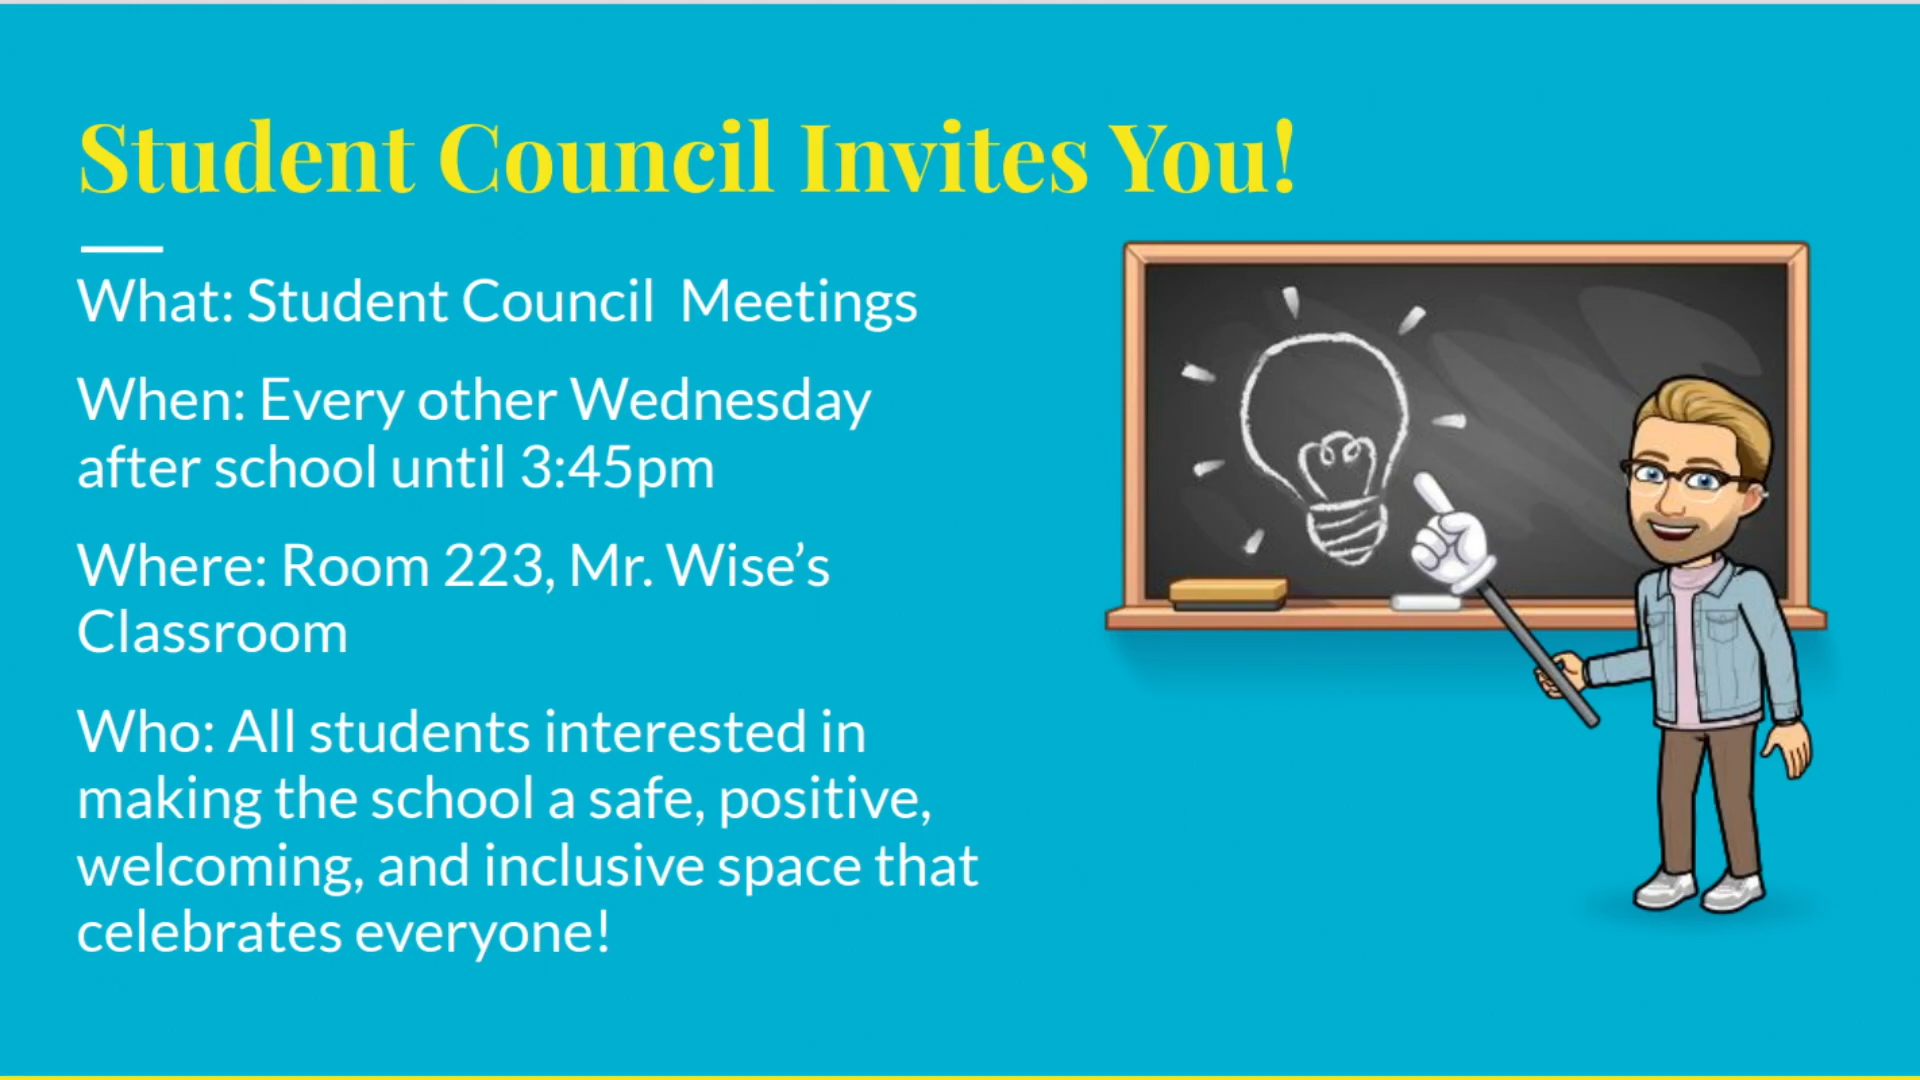 Student Council Invites You!
What: Student Council  Meetings
When: Every other Wednesday
after school until 3:45pm
Where: Room 223, Mr. Wise’s
Classroom
Who: All students interested in
making the school a safe, positive,
welcoming, and inclusive space that
celebrates everyone!